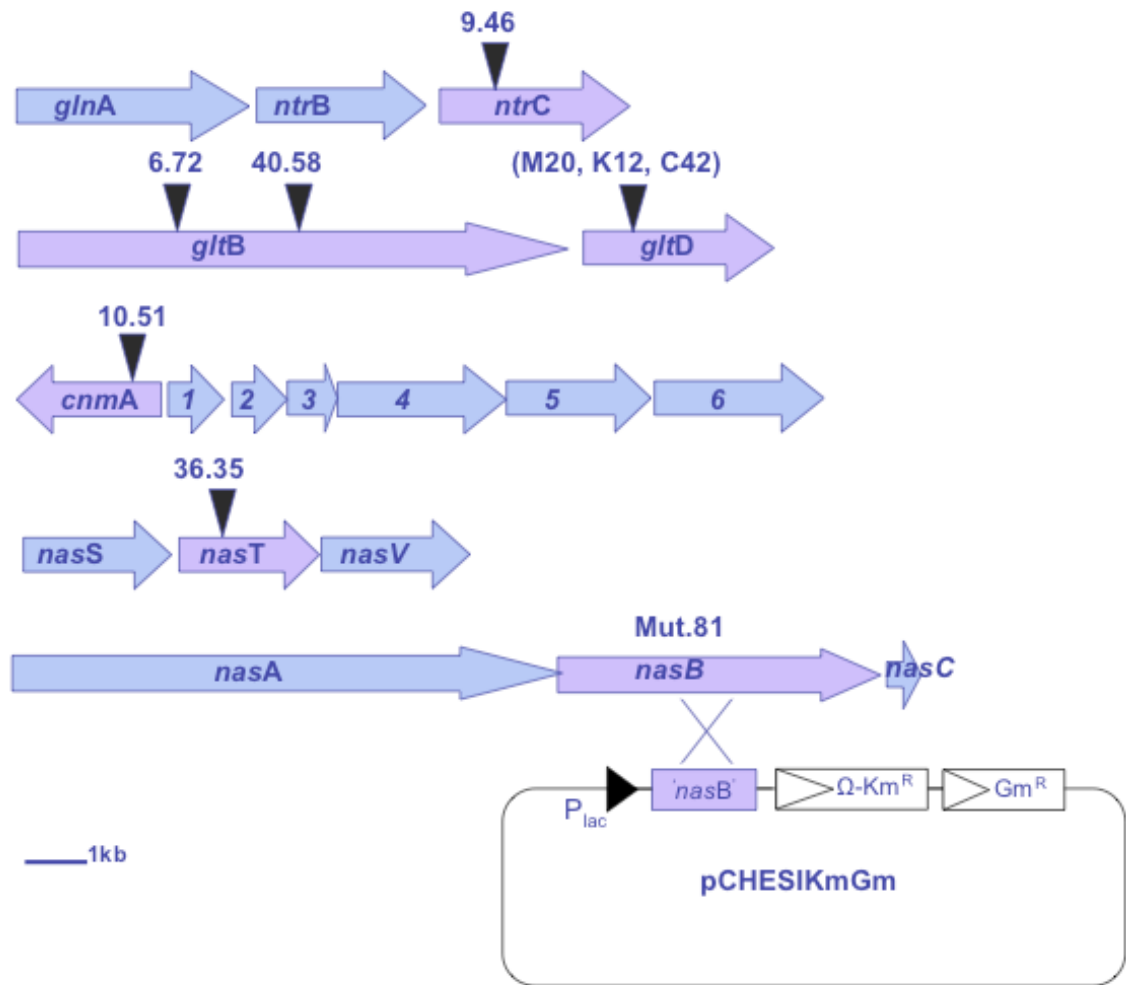 9.46
glnA ntrB ntrC
6.72 40.58 (M20, K12, C42)
gltB gltD
10.51
cnmA 1 2 3 4 5 6
36.35
nasS nasT nasV
Mut.81
nasA nasB nasC
Plac 'nasB' Ω-KmR GmR
1kb
pCHESIKmGm